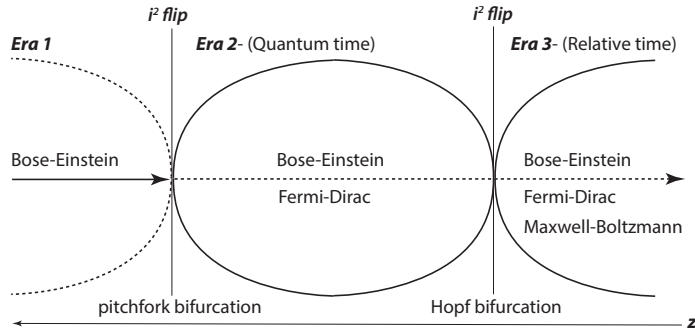 i² flip
i² flip
Era 1
Era 2- (Quantum time)
Era 3- (Relative time)
Bose-Einstein
Bose-Einstein
Bose-Einstein
Fermi-Dirac
Fermi-Dirac
Maxwell-Boltzmann
pitchfork bifurcation
Hopf bifurcation
z